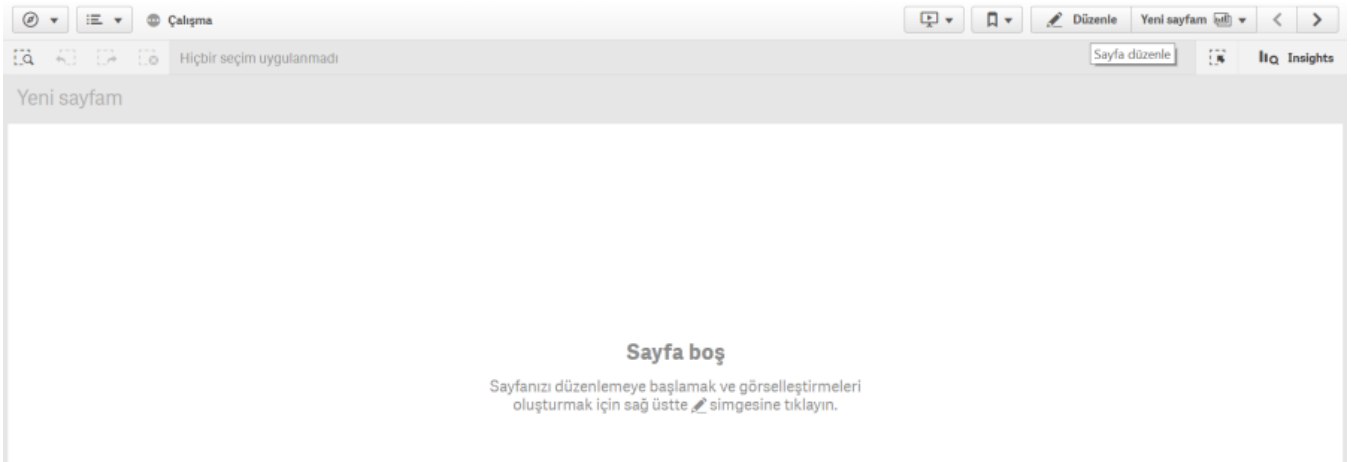 Çalışma
Düzenle
Yeni sayfam
Hiçbir seçim uygulanmadı
Sayfa düzenle
Insights
Yeni sayfam
Sayfa boş
Sayfanızı düzenlemeye başlamak ve görselleştirmeleri
oluşturmak için sağ üstte simgesine tıklayın.